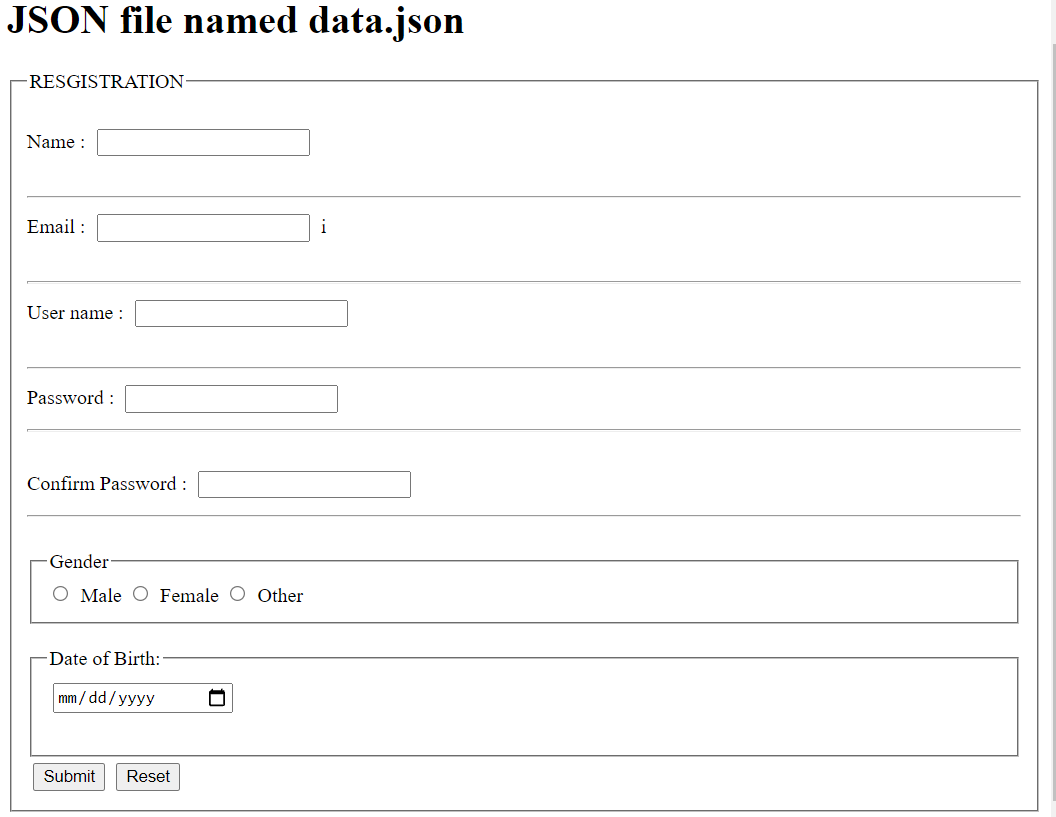 JSON file named data.json
RESGISTRATION
Name :
Email : i
User name :
Password :
Confirm Password :
Gender
Male Female Other
Date of Birth:
mm/dd/yyyy
Submit Reset